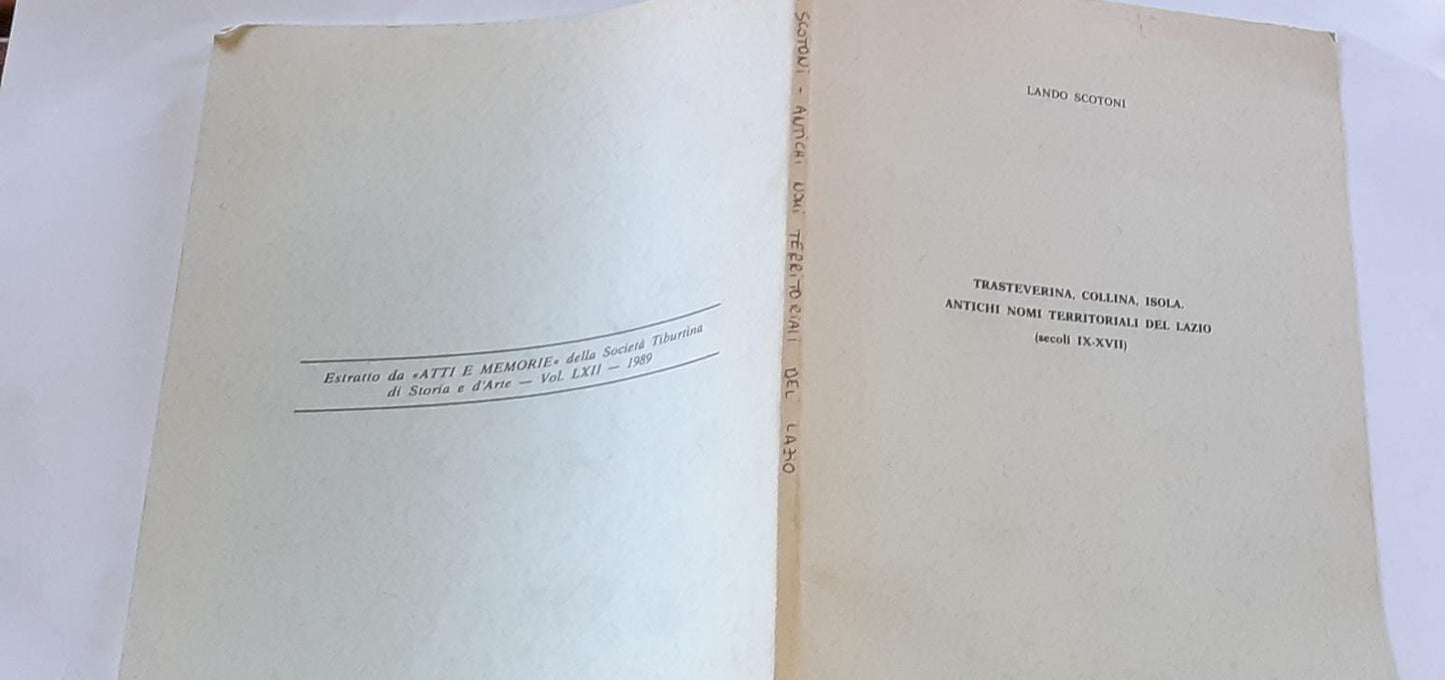 Estratto da «ATTI E MEMORIE» della Società Tiburtina
di Storia e d'Arte — Vol. LXII — 1989
SCOTONI - ANTICHI NOMI TERRITORIALI DEL LAZIO
LANDO SCOTONI
TRASTEVERINA, COLLINA, ISOLA.
ANTICHI NOMI TERRITORIALI DEL LAZIO
(secoli IX-XVII)